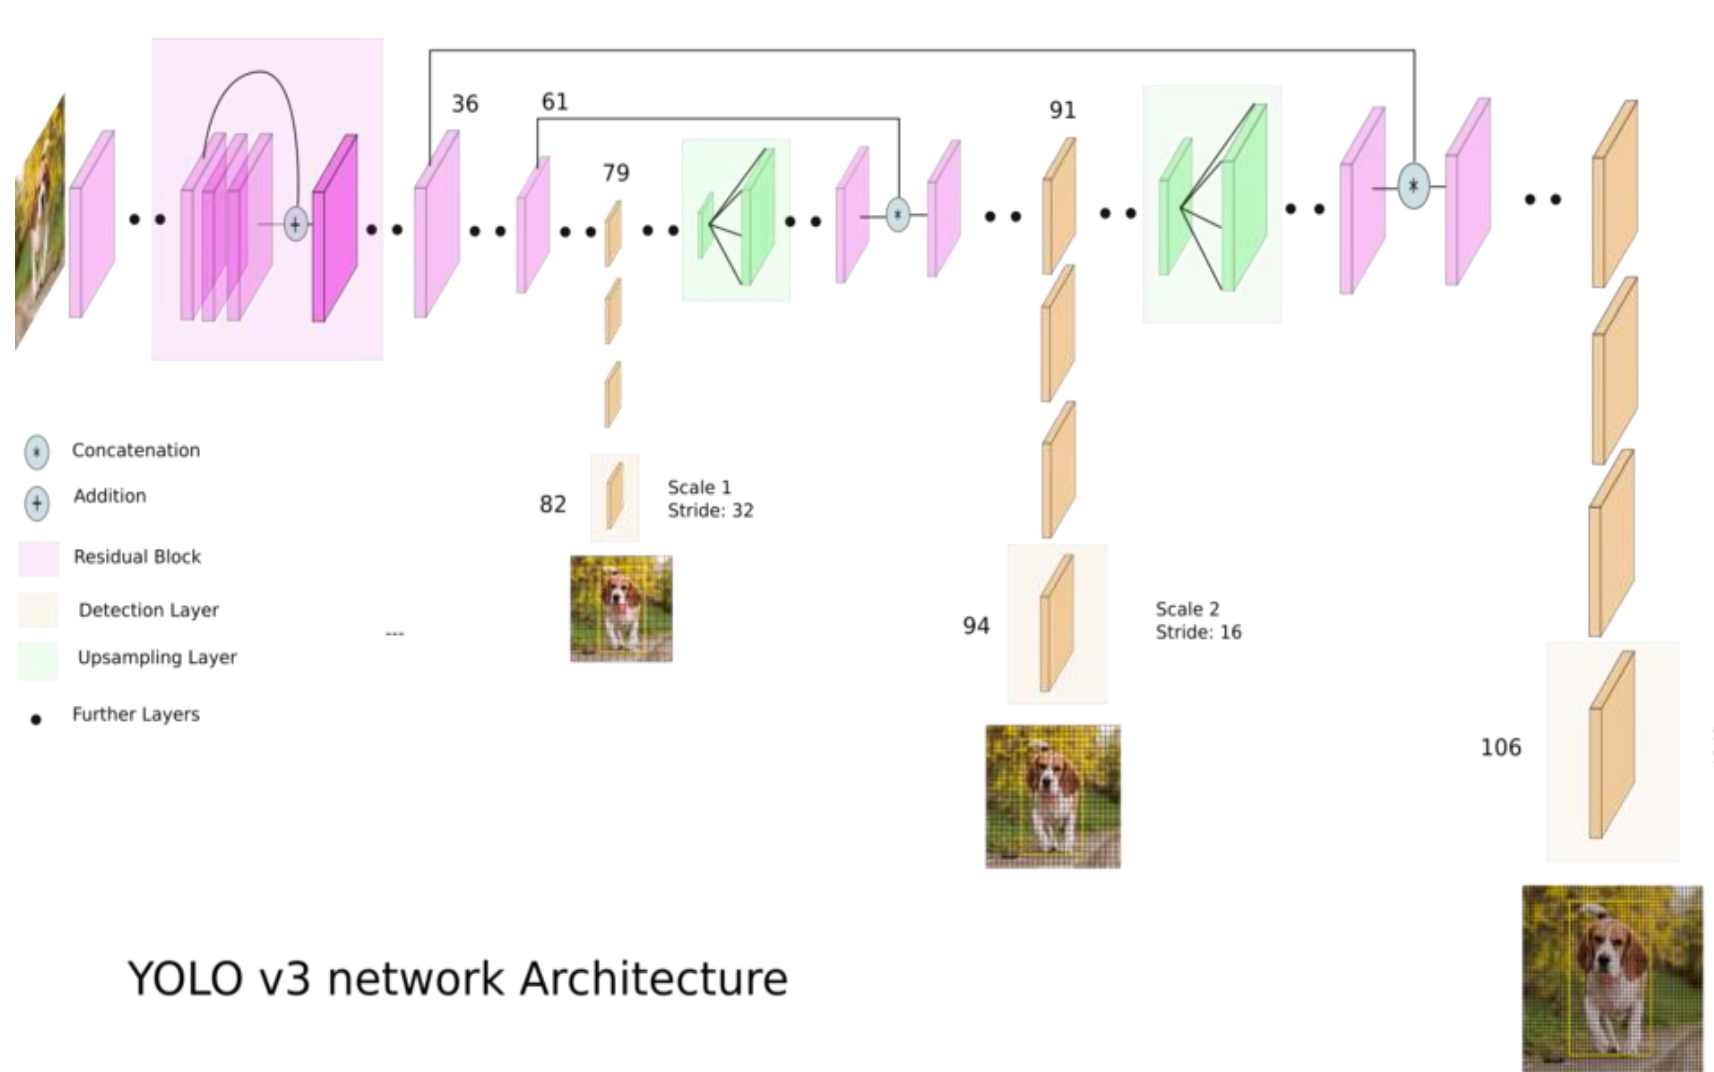 36
61
79
91
Concatenation
Addition
Residual Block
Detection Layer
Upsampling Layer
Further Layers
---
82
Scale 1
Stride: 32
94
Scale 2
Stride: 16
106
YOLO v3 network Architecture